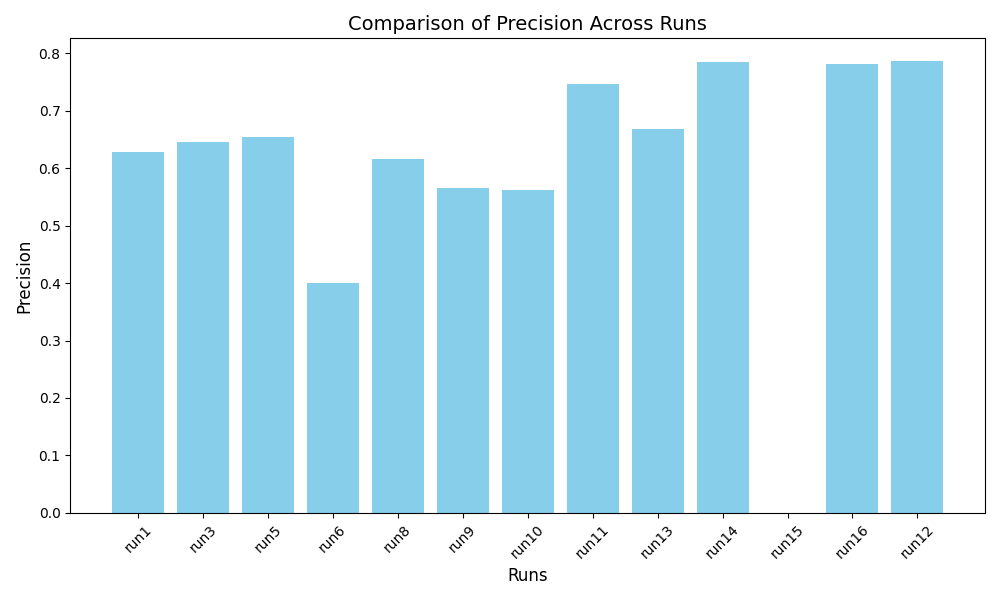 Comparison of Precision Across Runs
0.8
0.7
0.6
0.5
0.4
0.3
0.2
0.1
0.0
Precision
run1 run3 run5 run6 run8 run9 run10 run11 run13 run14 run15 run16 run12
Runs